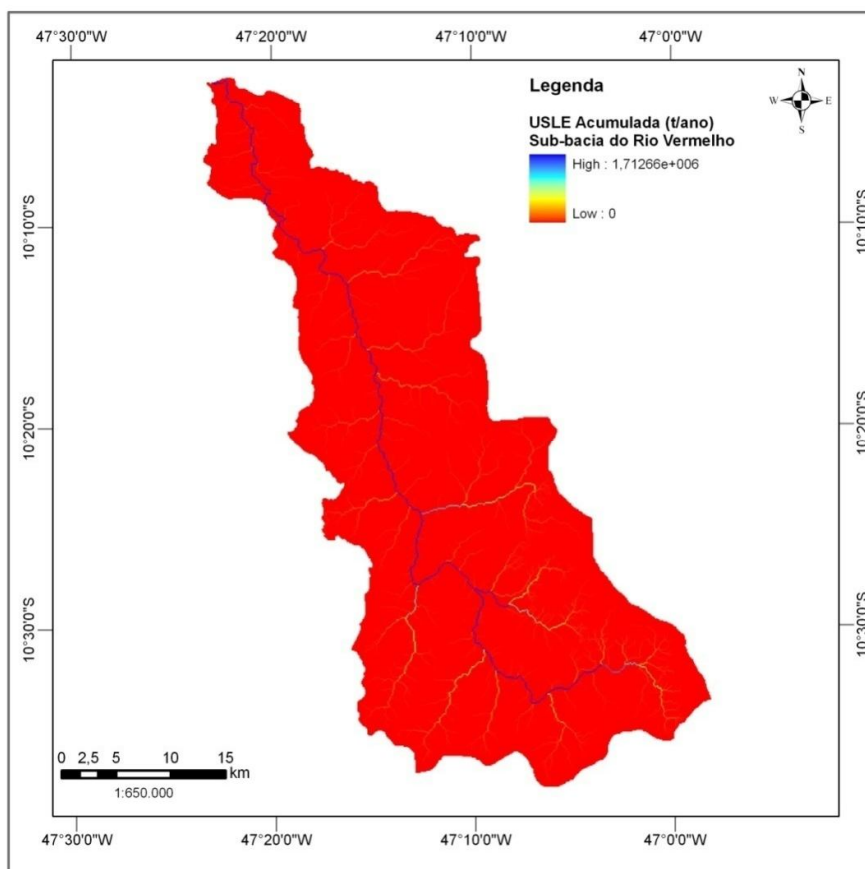 47°30'0"W 47°20'0"W 47°10'0"W 47°0'0"W
Legenda
N
W E
S
USLE Acumulada (t/ano)
Sub-bacia do Rio Vermelho
High : 1,71266e+006
Low : 0
10°10'0"S 10°10'0"S
10°20'0"S 10°20'0"S
10°30'0"S 10°30'0"S
0 2,5 5 10 15
km
1:650.000
47°30'0"W 47°20'0"W 47°10'0"W 47°0'0"W